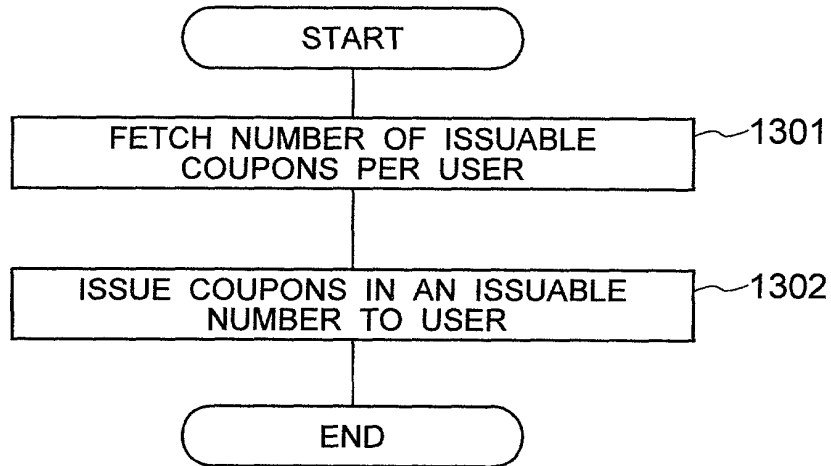 START
FETCH NUMBER OF ISSUABLE
COUPONS PER USER
1301
ISSUE COUPONS IN AN ISSUABLE
NUMBER TO USER
1302
END